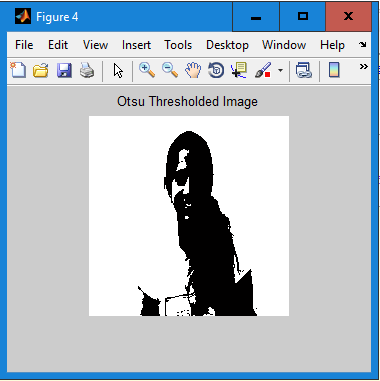 Figure 4
File Edit View Insert Tools Desktop Window Help
Otsu Thresholded Image